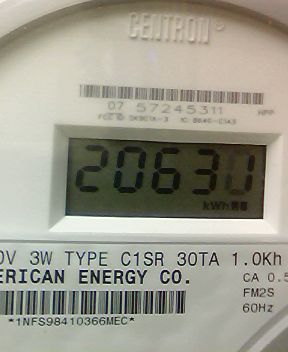 CENTRON®
07 57245311 HPP
20630
kWh
0V 3W TYPE C1SR 30TA 1.0Kh
ERICAN ENERGY CO. CA 0.5
FM2S
60Hz
*1NFS98410366MEC*